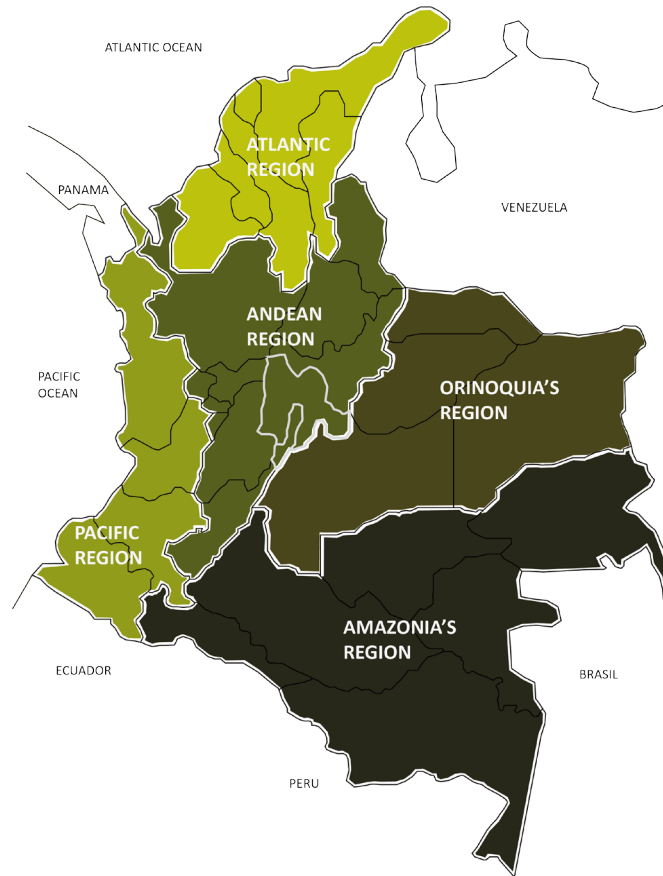 ATLANTIC OCEAN
ATLANTIC
REGION
PANAMA
VENEZUELA
ANDEAN
REGION
PACIFIC
OCEAN
ORINOQUIA'S
REGION
PACIFIC
REGION
AMAZONIA'S
REGION
ECUADOR
BRASIL
PERU